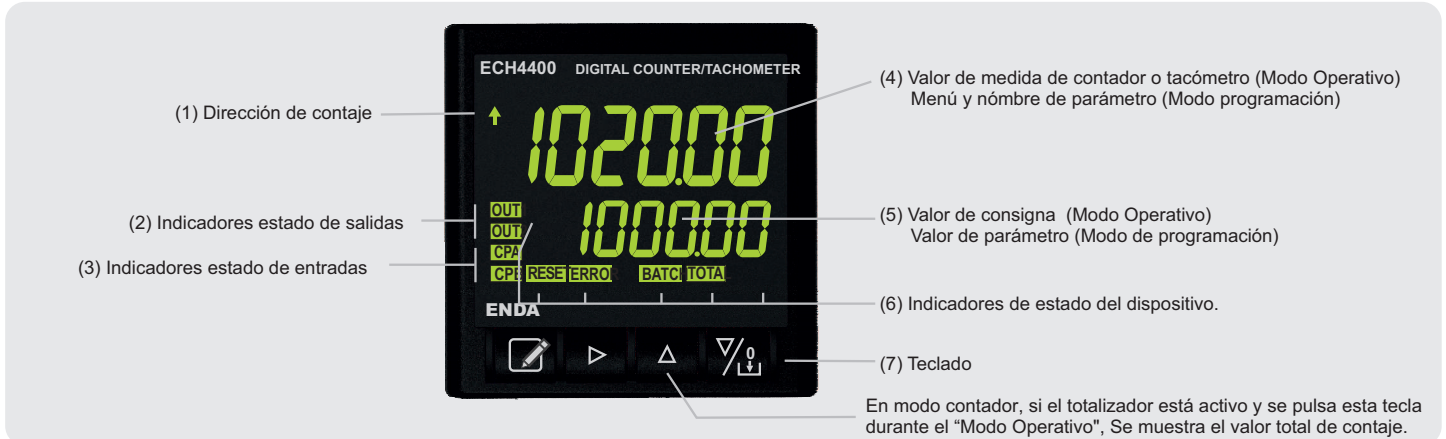 ECH4400 DIGITAL COUNTER/TACHOMETER
(1) Dirección de contaje
1020.00
(4) Valor de medida de contador o tacómetro (Modo Operativo)
Menú y nómbre de parámetro (Modo programación)
(2) Indicadores estado de salidas
OUT
OUT
1000.00
(5) Valor de consigna (Modo Operativo)
Valor de parámetro (Modo de programación)
(3) Indicadores estado de entradas
CPA
CPB RESET ERROR BATCH TOTAL
(6) Indicadores de estado del dispositivo.
ENDA
0
(7) Teclado
En modo contador, si el totalizador está activo y se pulsa esta tecla
durante el “Modo Operativo", Se muestra el valor total de contaje.